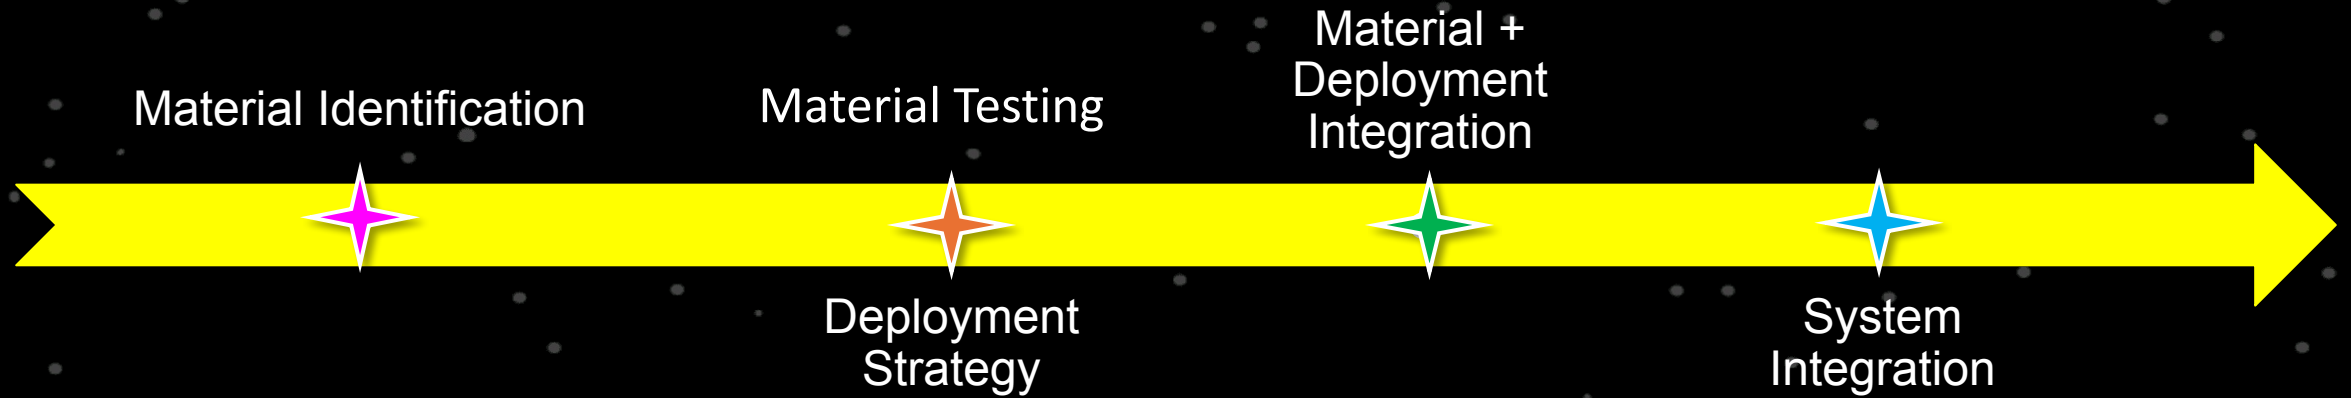 Material Identification
Material Testing
Material +
Deployment
Integration
Deployment
Strategy
System
Integration